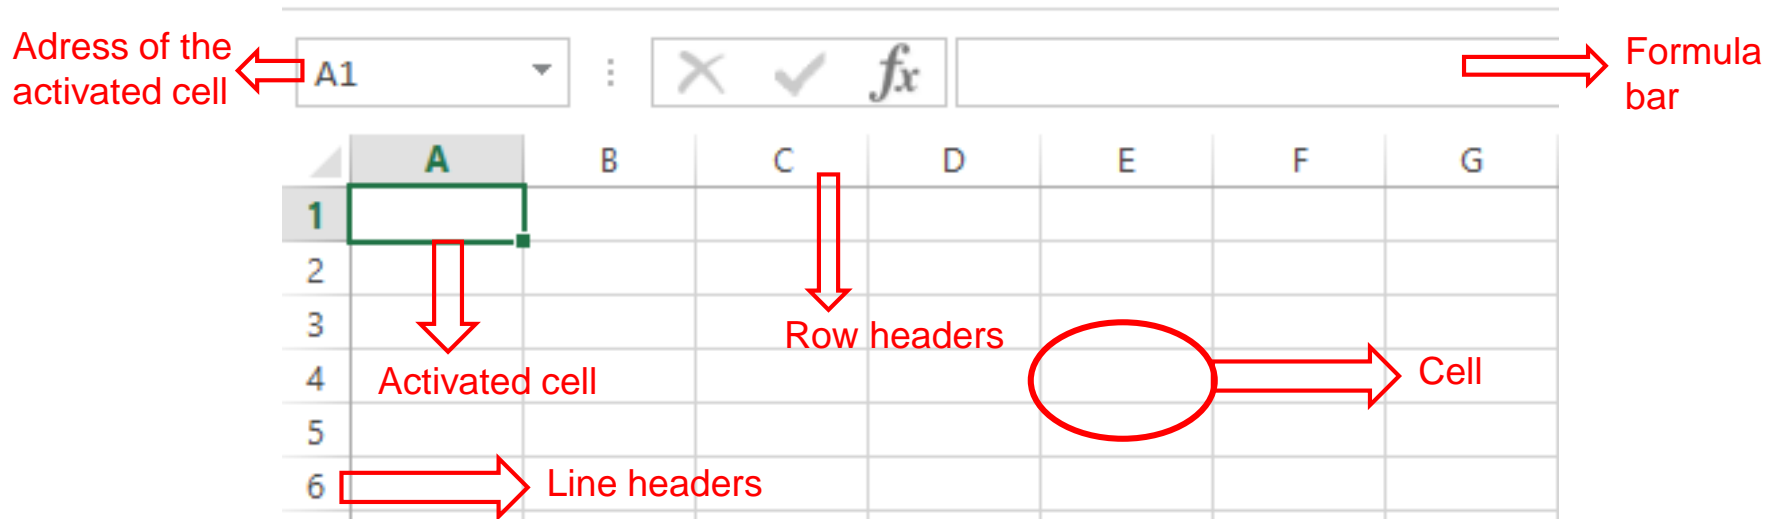 Adress of the
activated cell
A1
fx
Formula
bar
A B C D E F G
1
2
3
Row headers
4
Activated cell
Cell
5
6
Line headers